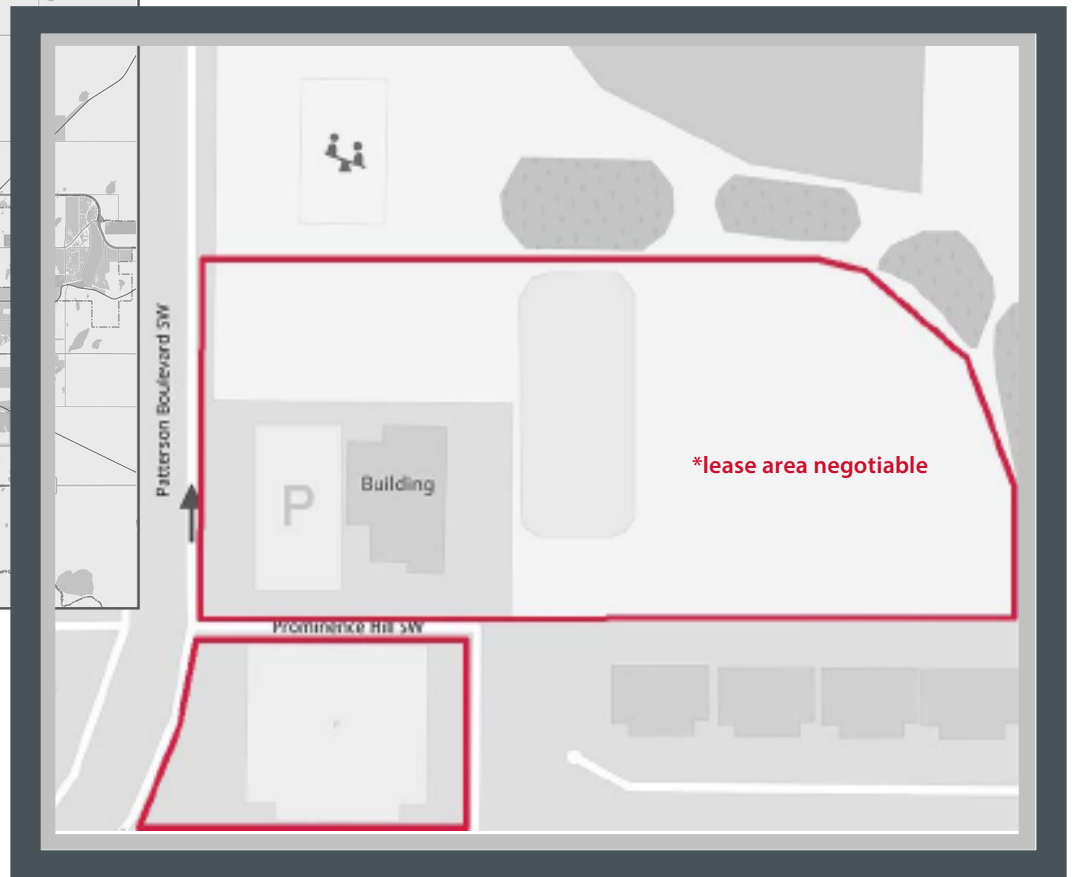 Patterson Boulevard SW
*lease area negotiable
Building
P
Prominence Hill SW
P